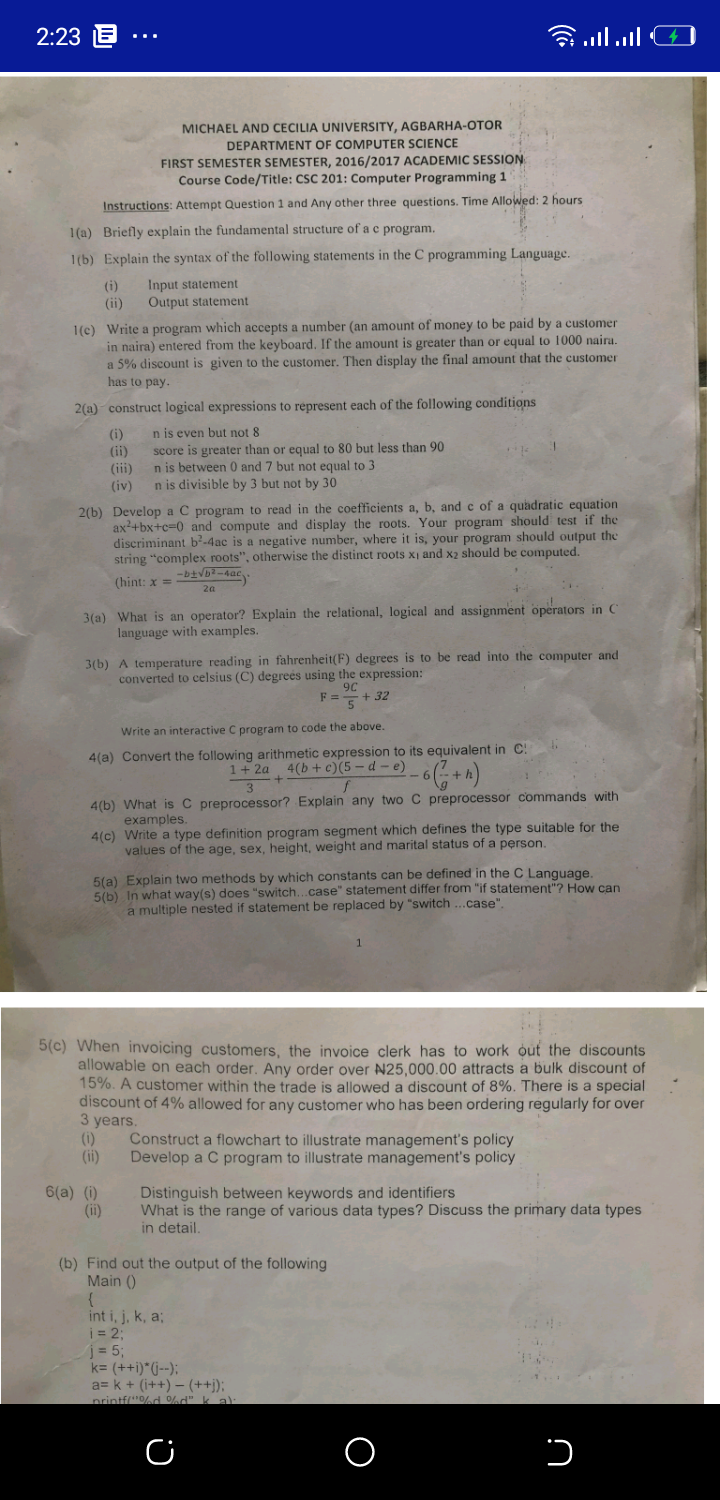 2:23
MICHAEL AND CECILIA UNIVERSITY, AGBARHA-OTOR
DEPARTMENT OF COMPUTER SCIENCE
FIRST SEMESTER SEMESTER, 2016/2017 ACADEMIC SESSION
Course Code/Title: CSC 201: Computer Programming 1
Instructions: Attempt Question 1 and Any other three questions. Time Allowed: 2 hours
1(a) Briefly explain the fundamental structure of a c program.
1(b) Explain the syntax of the following statements in the C programming Language.
(i) Input statement
(ii) Output statement
1(c) Write a program which accepts a number (an amount of money to be paid by a customer
in naira) entered from the keyboard. If the amount is greater than or equal to 1000 naira.
a 5% discount is given to the customer. Then display the final amount that the customer
has to pay.
2(a) construct logical expressions to represent each of the following conditions
(i) n is even but not 8
(ii) score is greater than or equal to 80 but less than 90
(iii) n is between 0 and 7 but not equal to 3
(iv) n is divisible by 3 but not by 30
2(b) Develop a C program to read in the coefficients a, b, and c of a quadratic equation
ax²+bx+c=0 and compute and display the roots. Your program should test if the
discriminant b²-4ac is a negative number, where it is, your program should output the
string "complex roots", otherwise the distinct roots x₁ and x₂ should be computed.
(hint: x = (-b±√b²-4ac)/2a).
3(a) What is an operator? Explain the relational, logical and assignment operators in C
language with examples.
3(b) A temperature reading in fahrenheit(F) degrees is to be read into the computer and
converted to celsius (C) degrees using the expression:
F = 9C/5 + 32
Write an interactive C program to code the above.
4(a) Convert the following arithmetic expression to its equivalent in C:
(1 + 2a)/3 + 4(b + c)(5 − d − e)/f − 6(7/g + h)
4(b) What is C preprocessor? Explain any two C preprocessor commands with
examples.
4(c) Write a type definition program segment which defines the type suitable for the
values of the age, sex, height, weight and marital status of a person.
5(a) Explain two methods by which constants can be defined in the C Language.
5(b) In what way(s) does "switch...case" statement differ from "if statement"? How can
a multiple nested if statement be replaced by "switch ...case".
1
5(c) When invoicing customers, the invoice clerk has to work out the discounts
allowable on each order. Any order over ₦25,000.00 attracts a bulk discount of
15%. A customer within the trade is allowed a discount of 8%. There is a special
discount of 4% allowed for any customer who has been ordering regularly for over
3 years.
(i) Construct a flowchart to illustrate management's policy
(ii) Develop a C program to illustrate management's policy
6(a) (i) Distinguish between keywords and identifiers
(ii) What is the range of various data types? Discuss the primary data types
in detail.
(b) Find out the output of the following
Main ()
{
int i, j, k, a;
i = 2;
j = 5;
k= (++i)*(j--);
a= k + (i++) – (++j);
printf("%d %d" k, a);